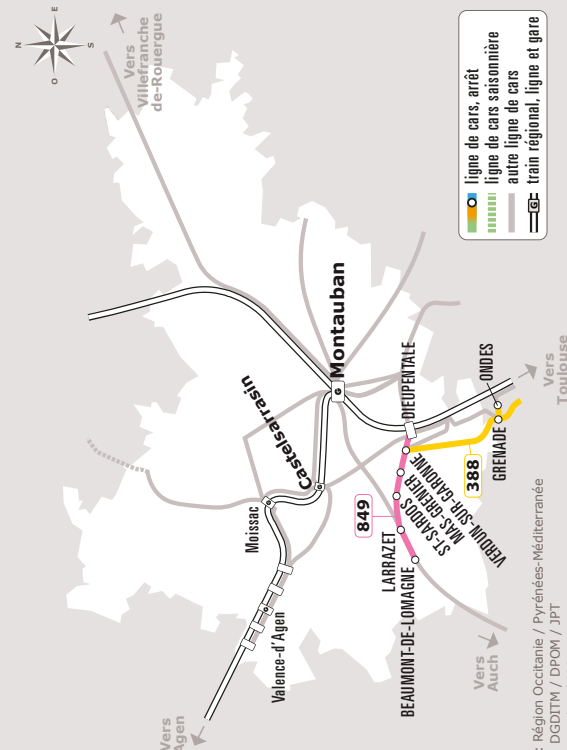 N
E
S
O
Vers
Villefranche
de-Rouergue
ligne de cars, arrêt
ligne de cars saisonnière
autre ligne de cars
G
train régional, ligne et gare
Montauban
G
Castelsarrasin
Moissac
Valence-d'Agen
Vers
Agen
DIEUPENTALE
ONDES
GRENADE
Vers
Toulouse
388
849
VERDUN-SUR-GARONNE
MAS-GRENIER
ST-SARDOS
LARRAZET
BEAUMONT-DE-LOMAGNE
Vers
Auch
: Région Occitanie / Pyrénées-Méditerranée
DGDITM / DPOM / JPT